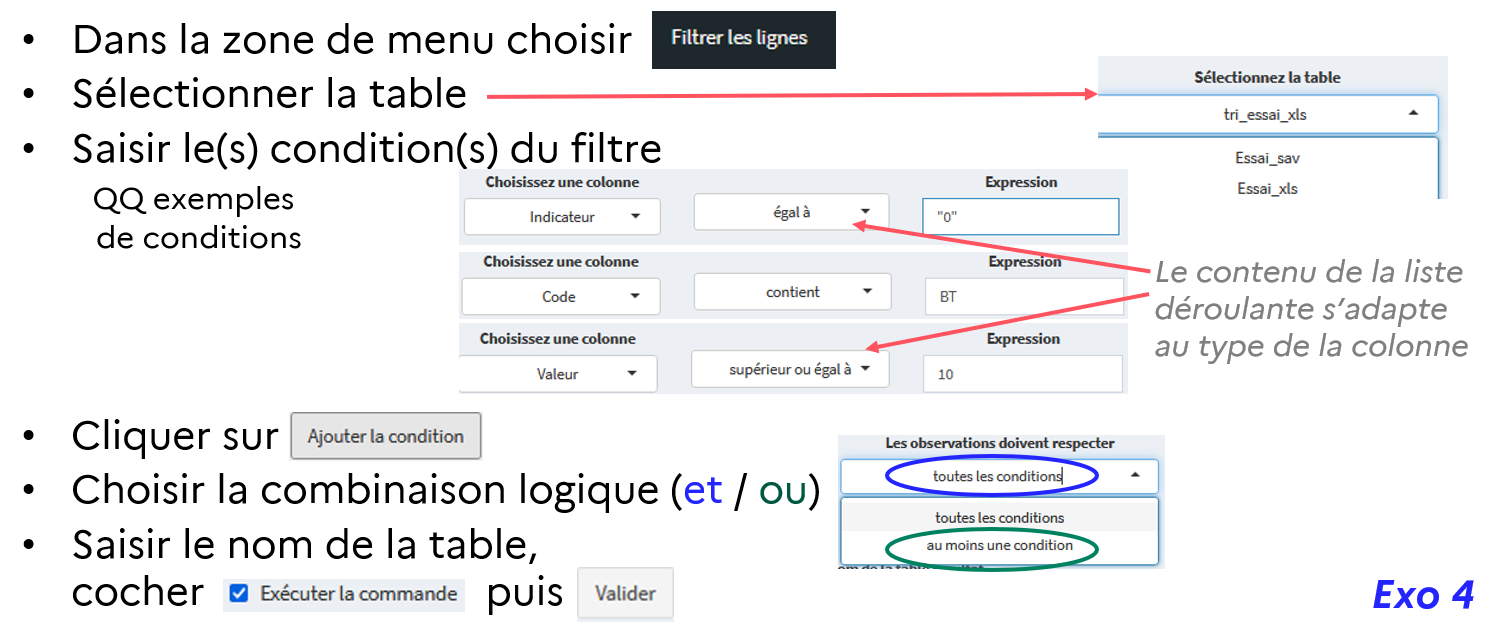 • Dans la zone de menu choisir Filtrer les lignes
• Sélectionner la table
Sélectionnez la table
tri_essai_xls
Essai_sav
Essai_xls
• Saisir le(s) condition(s) du filtre
QQ exemples
de conditions
Choisissez une colonne Expression
Indicateur égal à "0"
Choisissez une colonne Expression
Code contient BT
Choisissez une colonne Expression
Valeur supérieur ou égal à 10
Le contenu de la liste
déroulante s'adapte
au type de la colonne
• Cliquer sur Ajouter la condition
• Choisir la combinaison logique (et / ou)
Les observations doivent respecter
toutes les conditions
toutes les conditions
au moins une condition
• Saisir le nom de la table,
cocher Exécuter la commande puis Valider
Exo 4